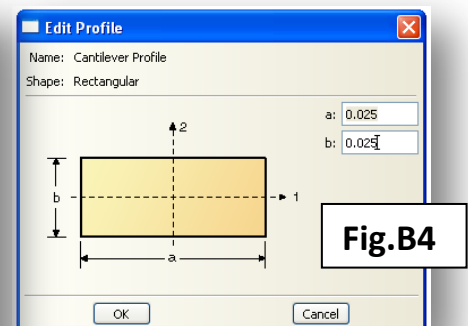 Edit Profile
Name: Cantilever Profile
Shape: Rectangular
a: 0.025
b: 0.025
2
b
1
a
Fig.B4
OK Cancel